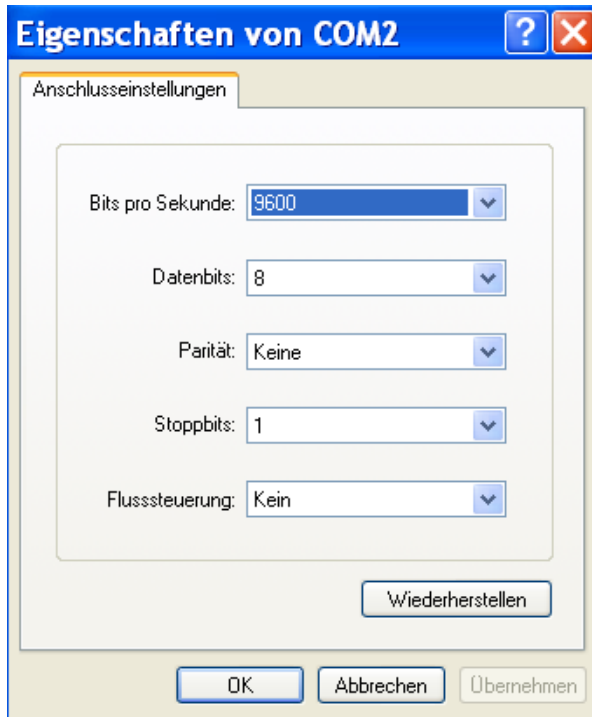 Eigenschaften von COM2
Anschlusseinstellungen
Bits pro Sekunde: 9600
Datenbits: 8
Parität: Keine
Stoppbits: 1
Flusssteuerung: Kein
Wiederherstellen
OK Abbrechen Übernehmen